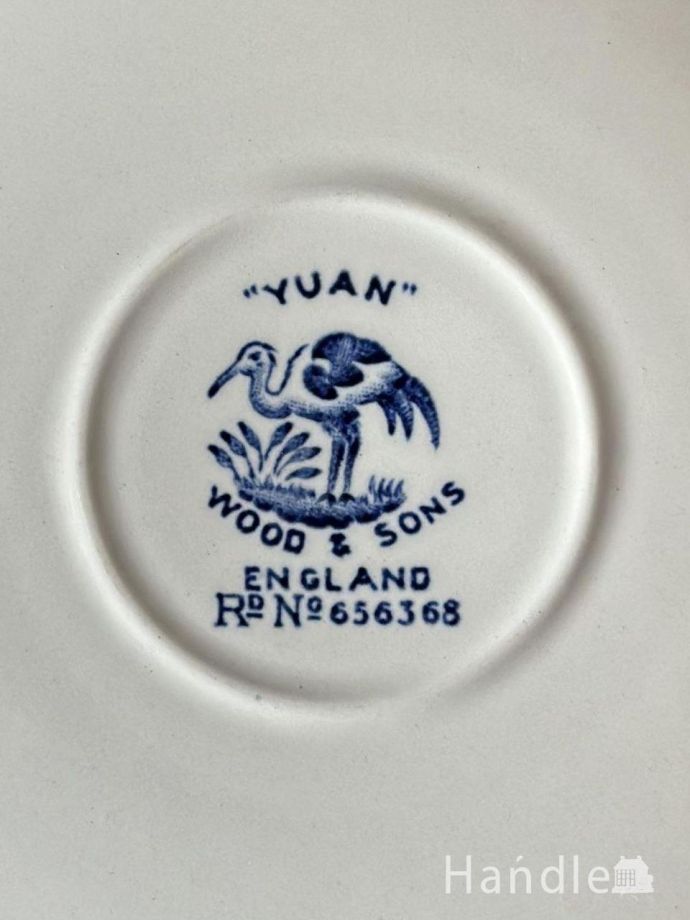 "YUAN"
WOOD & SONS
ENGLAND
RD No 656368
Handle